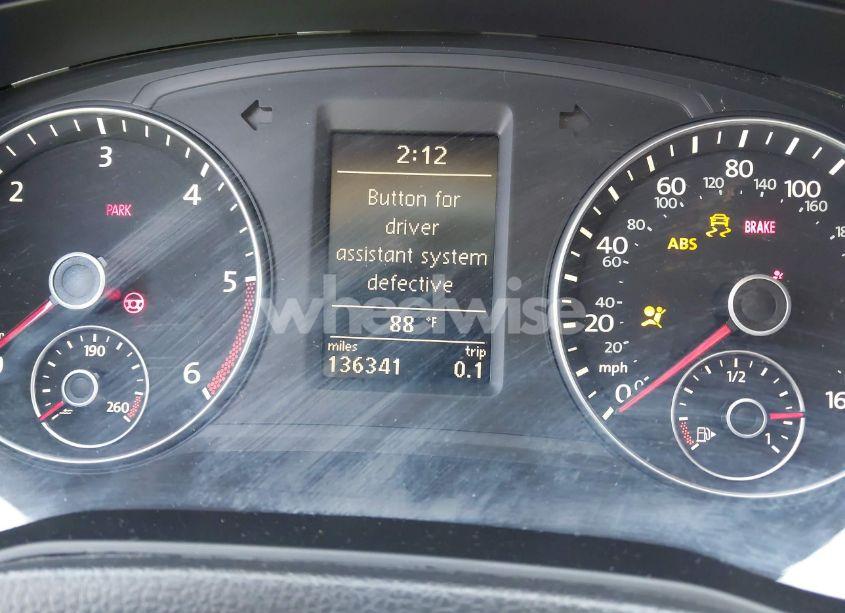 2:12
Button for
driver
assistant system
defective
88 °F
miles trip
136341 0.1
2 3 4 5 6
PARK
190
260
20 40 60 80 100
20 40 60 80 100 120 140 160
0
mph
ABS
BRAKE
1/2
1
wheelwise